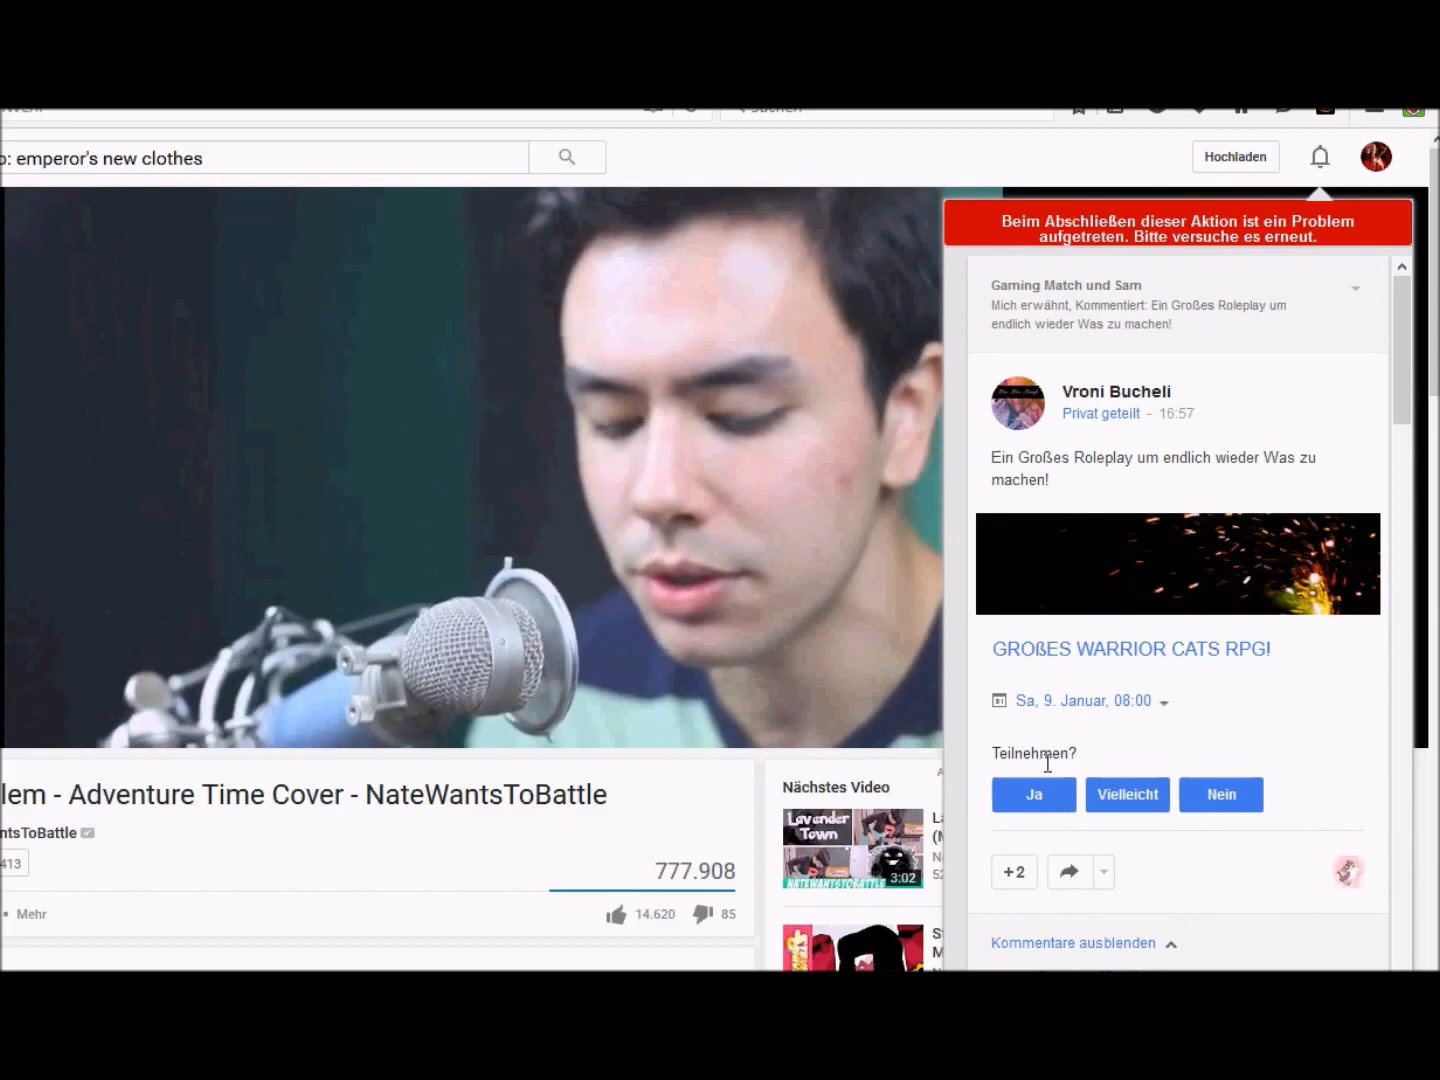 o: emperor's new clothes
Hochladen
Beim Abschließen dieser Aktion ist ein Problem
aufgetreten. Bitte versuche es erneut.
Gaming Match und Sam
Mich erwähnt, Kommentiert: Ein Großes Roleplay um
endlich wieder Was zu machen!
Vroni Bucheli
Privat geteilt - 16:57
Ein Großes Roleplay um endlich wieder Was zu
machen!
GROßES WARRIOR CATS RPG!
Sa, 9. Januar, 08:00
Teilnehmen?
Ja
Vielleicht
Nein
+2
Kommentare ausblenden
lem - Adventure Time Cover - NateWantsToBattle
ntsToBattle
413
777.908
Mehr
14.620
85
Nächstes Video
Lavender
Town
NATEWANTSTOBATTLE
3:02